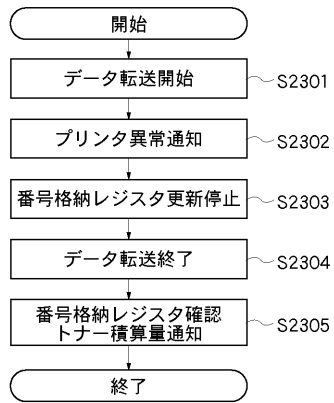 開始
データ転送開始 S2301
プリンタ異常通知 S2302
番号格納レジスタ更新停止 S2303
データ転送終了 S2304
番号格納レジスタ確認
トナー積算量通知 S2305
終了